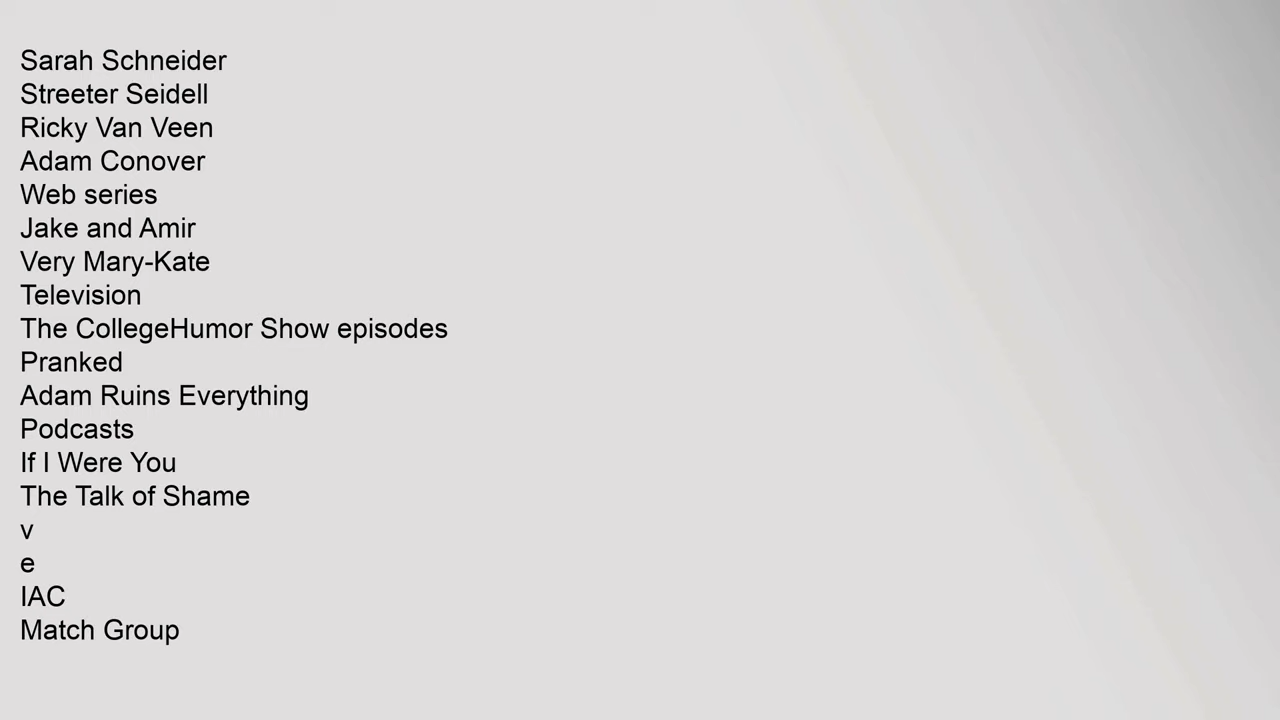 Sarah Schneider
Streeter Seidell
Ricky Van Veen
Adam Conover
Web series
Jake and Amir
Very Mary-Kate
Television
The CollegeHumor Show episodes
Pranked
Adam Ruins Everything
Podcasts
If I Were You
The Talk of Shame
v
e
IAC
Match Group